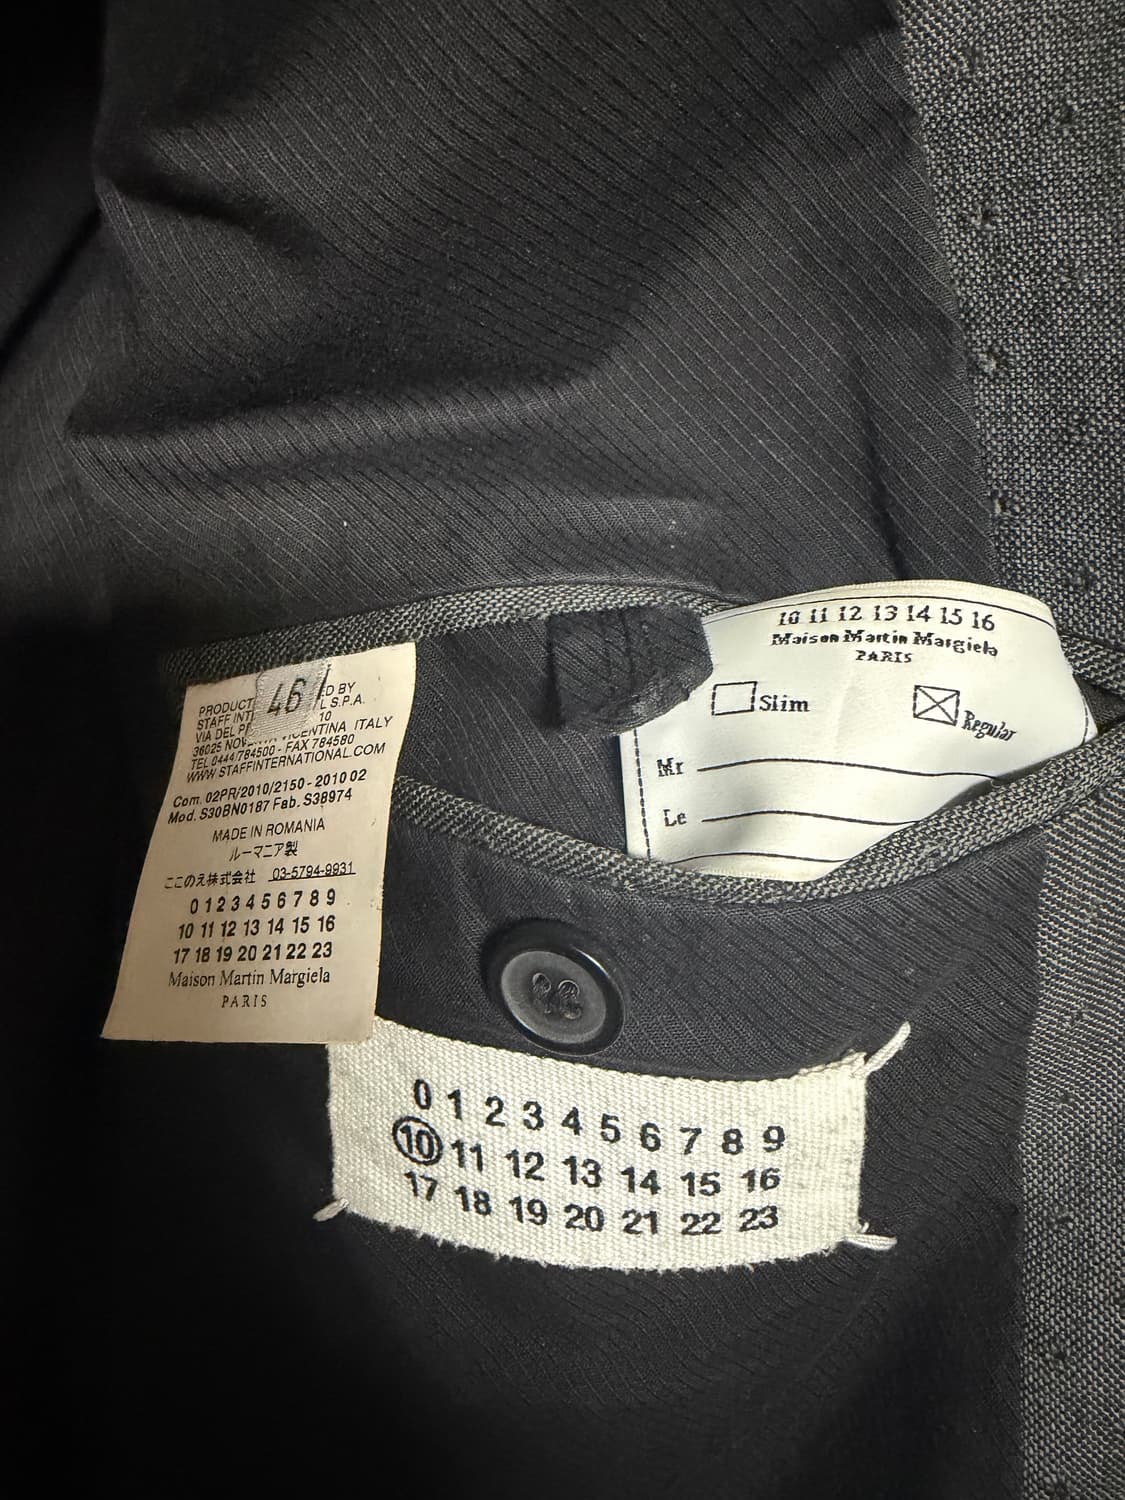 46
PRODUCT ED BY
STAFF INT L S.P.A.
VIA DEL 10
36025 VICENTINA ITALY
TEL 0444/784500 - FAX 784580
WWW STAFFINTERNATIONAL.COM
Com. 02PR/2010/2150 - 2010 02
Mod. S30BN0187 Fab. S38974
MADE IN ROMANIA
ルーマニア製
ここのえ株式会社 03-5794-9931
0 1 2 3 4 5 6 7 8 9
10 11 12 13 14 15 16
17 18 19 20 21 22 23
Maison Martin Margiela
PARIS
10 11 12 13 14 15 16
Maison Martin Margiela
PARIS
Slim Regular
Mr
Le
0 1 2 3 4 5 6 7 8 9
10 11 12 13 14 15 16
17 18 19 20 21 22 23